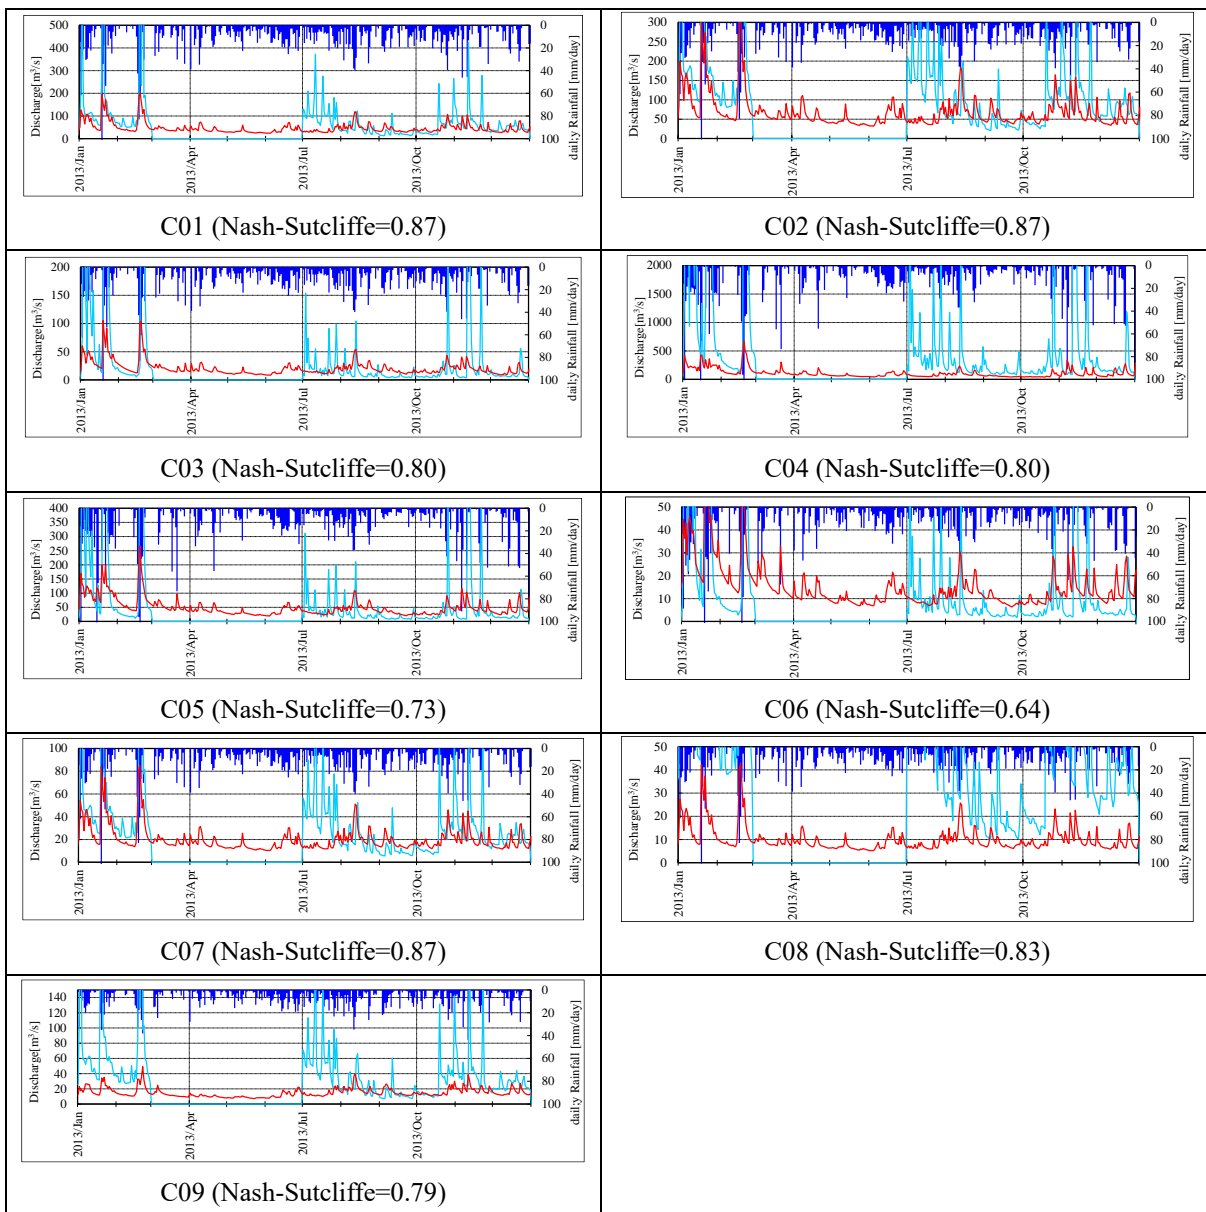 500
400
300
200
100
0
Discharge[m³/s]
0
20
40
60
80
100
dail;y Rainfall [mm/day]
2013/Jan
2013/Apr
2013/Jul
2013/Oct
C01 (Nash-Sutcliffe=0.87)
300
250
200
150
100
50
0
Discharge[m³/s]
0
20
40
60
80
100
dail;y Rainfall [mm/day]
2013/Jan
2013/Apr
2013/Jul
2013/Oct
C02 (Nash-Sutcliffe=0.87)
200
150
100
50
0
Discharge[m³/s]
0
20
40
60
80
100
dail;y Rainfall [mm/day]
2013/Jan
2013/Apr
2013/Jul
2013/Oct
C03 (Nash-Sutcliffe=0.80)
2000
1500
1000
500
0
Discharge[m³/s]
0
20
40
60
80
100
dail;y Rainfall [mm/day]
2013/Jan
2013/Apr
2013/Jul
2013/Oct
C04 (Nash-Sutcliffe=0.80)
400
350
300
250
200
150
100
50
0
Discharge[m³/s]
0
20
40
60
80
100
dail;y Rainfall [mm/day]
2013/Jan
2013/Apr
2013/Jul
2013/Oct
C05 (Nash-Sutcliffe=0.73)
50
40
30
20
10
0
Discharge[m³/s]
0
20
40
60
80
100
dail;y Rainfall [mm/day]
2013/Jan
2013/Apr
2013/Jul
2013/Oct
C06 (Nash-Sutcliffe=0.64)
100
80
60
40
20
0
Discharge[m³/s]
0
20
40
60
80
100
dail;y Rainfall [mm/day]
2013/Jan
2013/Apr
2013/Jul
2013/Oct
C07 (Nash-Sutcliffe=0.87)
50
40
30
20
10
0
Discharge[m³/s]
0
20
40
60
80
100
dail;y Rainfall [mm/day]
2013/Jan
2013/Apr
2013/Jul
2013/Oct
C08 (Nash-Sutcliffe=0.83)
140
120
100
80
60
40
20
0
Discharge[m³/s]
0
20
40
60
80
100
dail;y Rainfall [mm/day]
2013/Jan
2013/Apr
2013/Jul
2013/Oct
C09 (Nash-Sutcliffe=0.79)